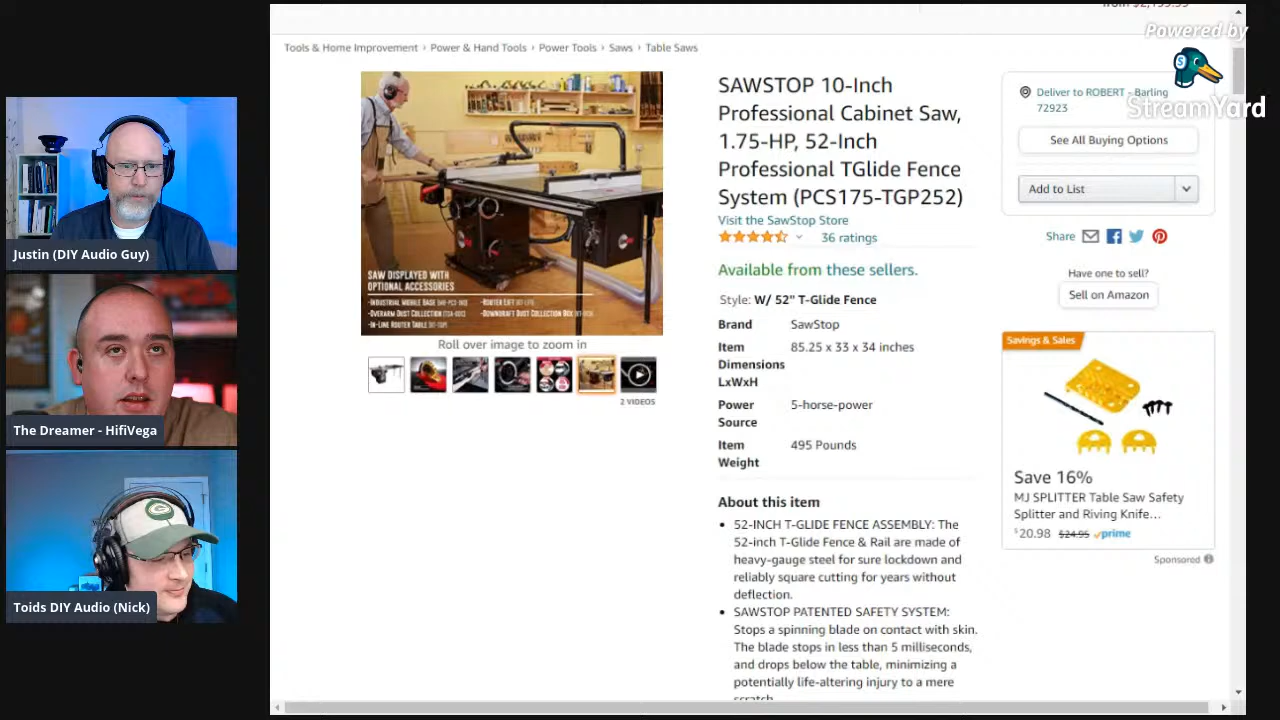 Powered by
StreamYard
Tools & Home Improvement › Power & Hand Tools › Power Tools › Saws › Table Saws
SAW DISPLAYED WITH
OPTIONAL ACCESSORIES
Roll over image to zoom in
2 VIDEOS
SAWSTOP 10-Inch
Professional Cabinet Saw,
1.75-HP, 52-Inch
Professional TGlide Fence
System (PCS175-TGP252)
Visit the SawStop Store
36 ratings
Available from these sellers.
Style: W/ 52" T-Glide Fence
Brand SawStop
Item 85.25 x 33 x 34 inches
Dimensions
LxWxH
Power 5-horse-power
Source
Item 495 Pounds
Weight
About this item
• 52-INCH T-GLIDE FENCE ASSEMBLY: The
52-inch T-Glide Fence & Rail are made of
heavy-gauge steel for sure lockdown and
reliably square cutting for years without
deflection.
• SAWSTOP PATENTED SAFETY SYSTEM:
Stops a spinning blade on contact with skin.
The blade stops in less than 5 milliseconds,
and drops below the table, minimizing a
potentially life-altering injury to a mere
scratch
Deliver to ROBERT - Barling
72923
See All Buying Options
Add to List
Share
Have one to sell?
Sell on Amazon
Savings & Sales
Save 16%
MJ SPLITTER Table Saw Safety
Splitter and Riving Knife...
$20.98 $24.95 prime
Sponsored
Justin (DIY Audio Guy)
The Dreamer - HifiVega
Toids DIY Audio (Nick)